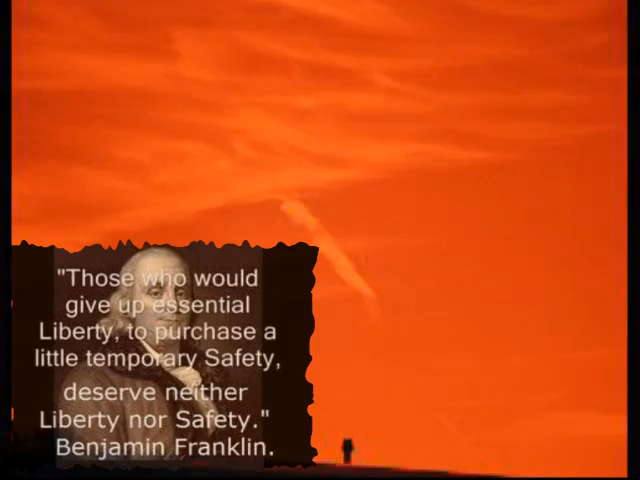 "Those who would
give up essential
Liberty, to purchase a
little temporary Safety,
deserve neither
Liberty nor Safety."
Benjamin Franklin.